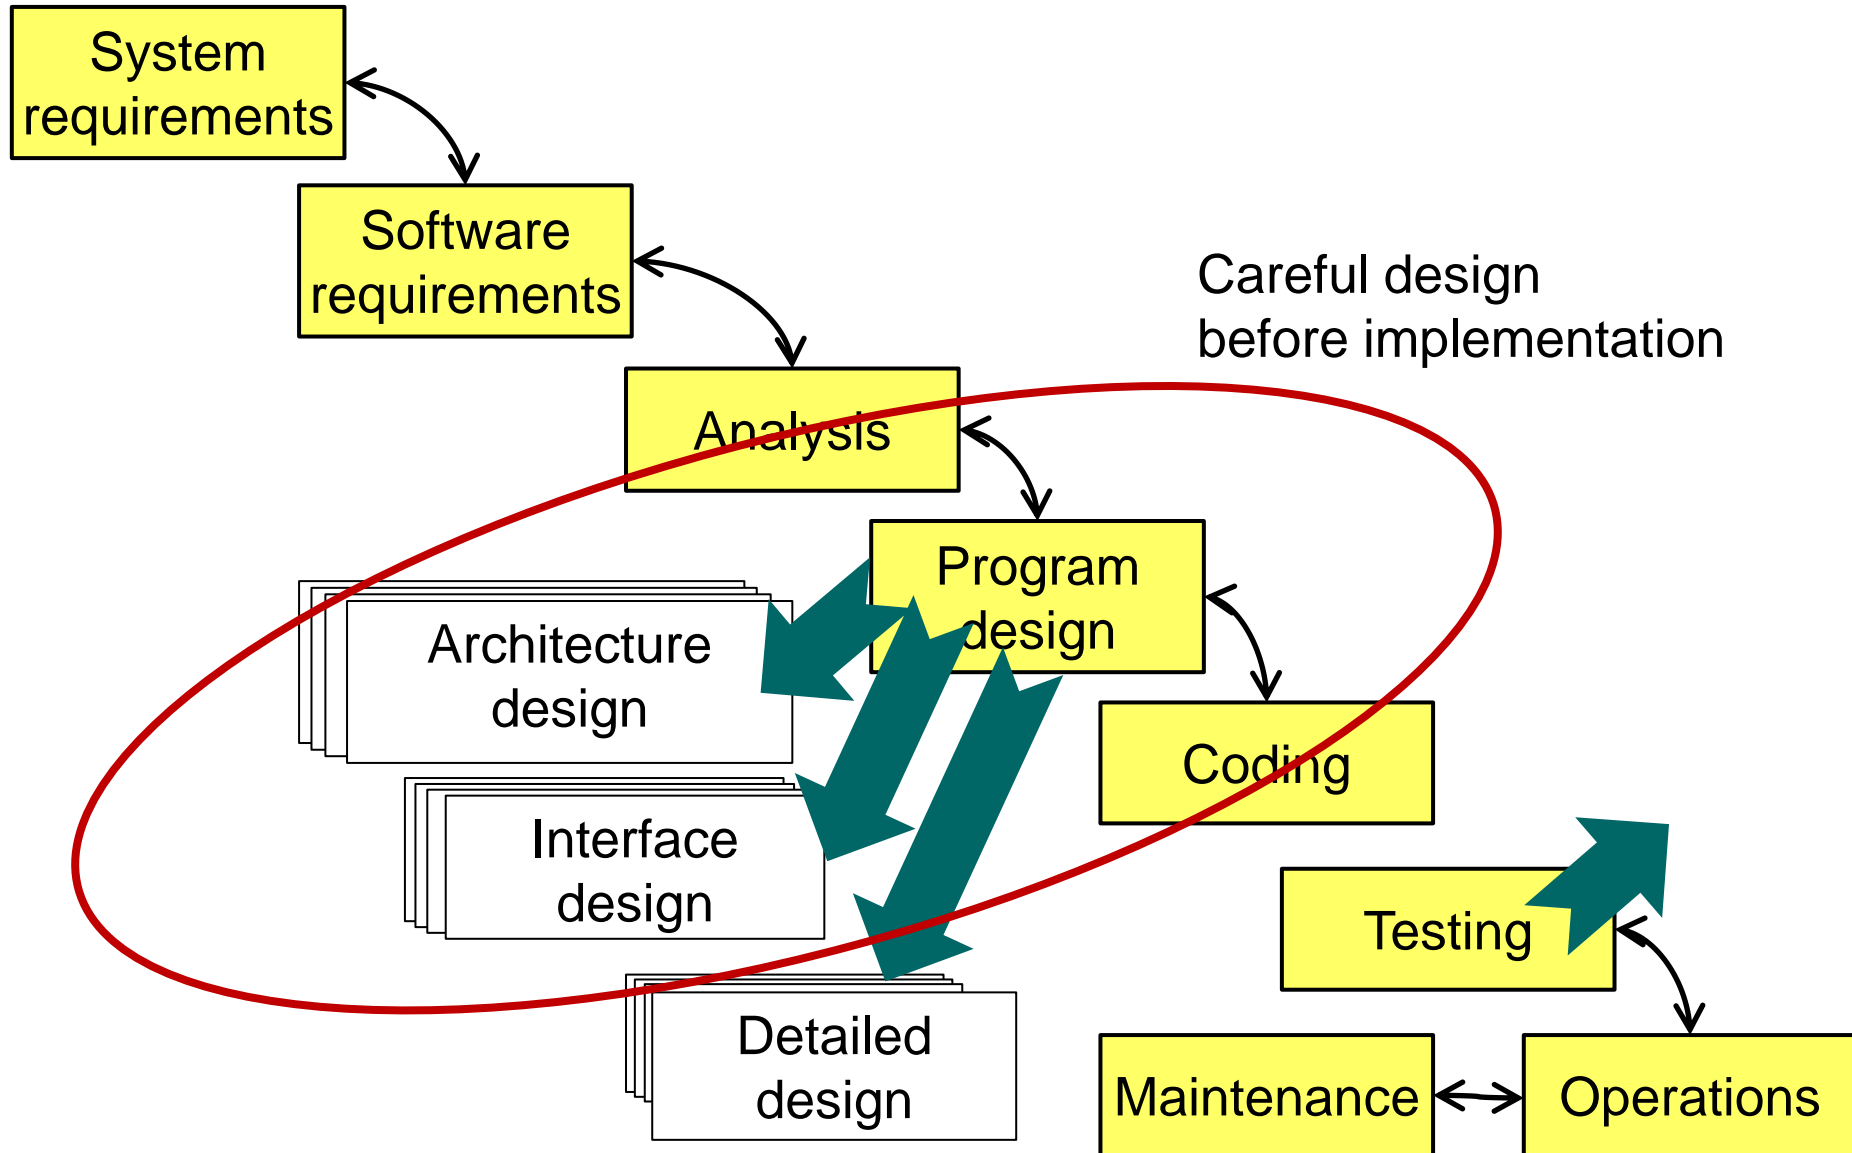 System
requirements
Software
requirements
Careful design
before implementation
Analysis
Program
design
Architecture
design
Coding
Interface
design
Testing
Detailed
design
Maintenance
Operations